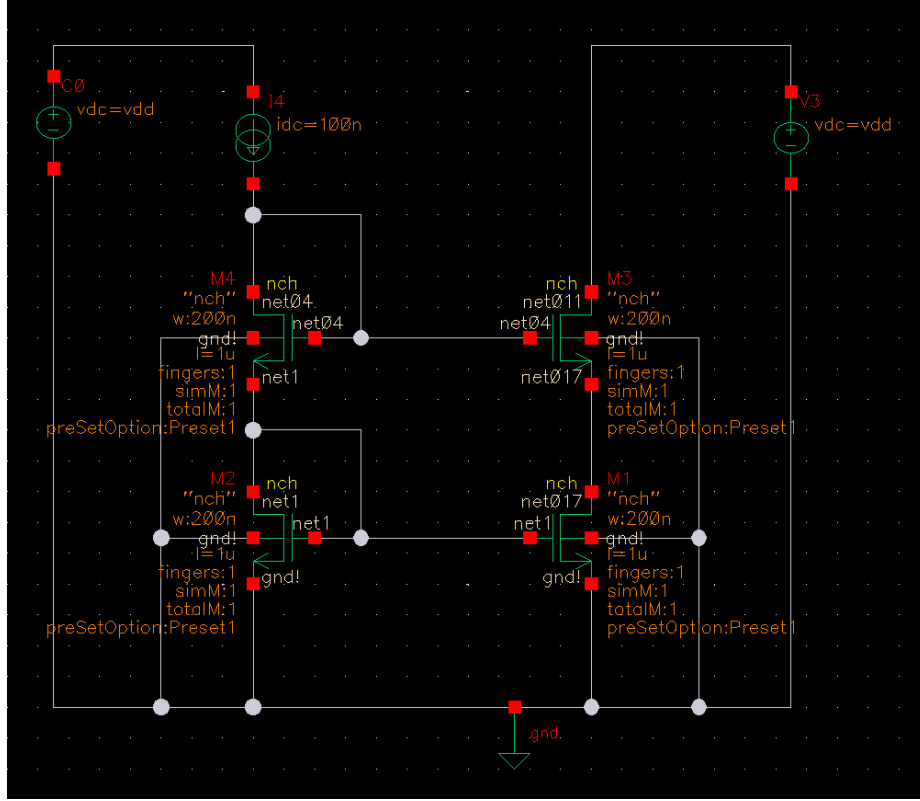 CØ
vdc=vdd
I4
idc=100n
V3
vdc=vdd
M4
nch
"nch"
net04
w:200n
net04
gnd!
l=1u
net1
fingers:1
simM:1
totalM:1
preSetOption:Preset1
M3
nch
net011
"nch"
net04
w:200n
gnd!
l=1u
net017
fingers:1
simM:1
totalM:1
preSetOption:Preset1
M2
nch
"nch"
net1
w:200n
net1
gnd!
l=1u
gnd!
fingers:1
simM:1
totalM:1
preSetOption:Preset1
M1
nch
net017
"nch"
net1
w:200n
gnd!
l=1u
gnd!
fingers:1
simM:1
totalM:1
preSetOption:Preset1
gnd